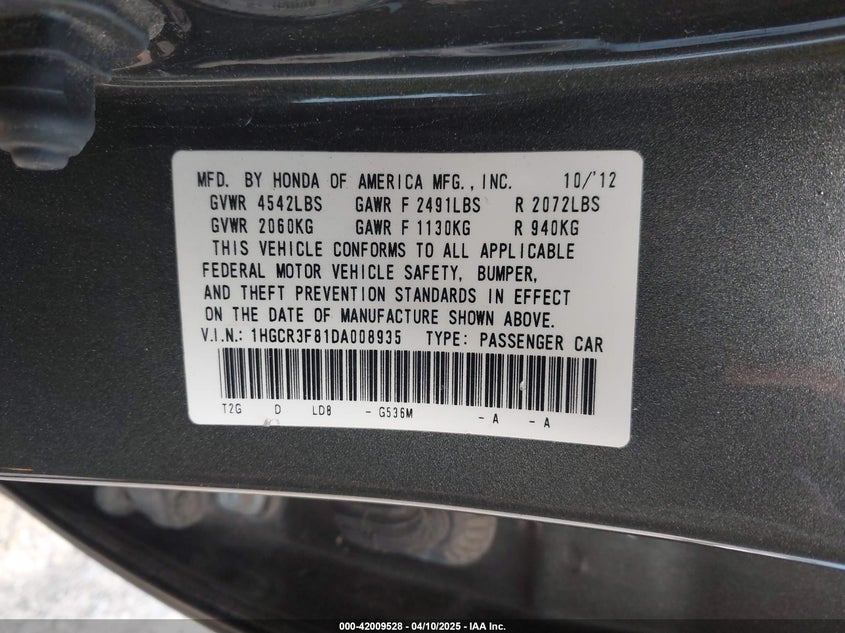 MFD. BY HONDA OF AMERICA MFG., INC. 10/'12
GVWR 4542LBS GAWR F 2491LBS R 2072LBS
GVWR 2060KG GAWR F 1130KG R 940KG
THIS VEHICLE CONFORMS TO ALL APPLICABLE
FEDERAL MOTOR VEHICLE SAFETY, BUMPER,
AND THEFT PREVENTION STANDARDS IN EFFECT
ON THE DATE OF MANUFACTURE SHOWN ABOVE.
V.I.N.: 1HGCR3F81DA008935 TYPE: PASSENGER CAR
T2G D LD8 - G536M - A - A
000-42009528 - 04/10/2025 - IAA Inc.